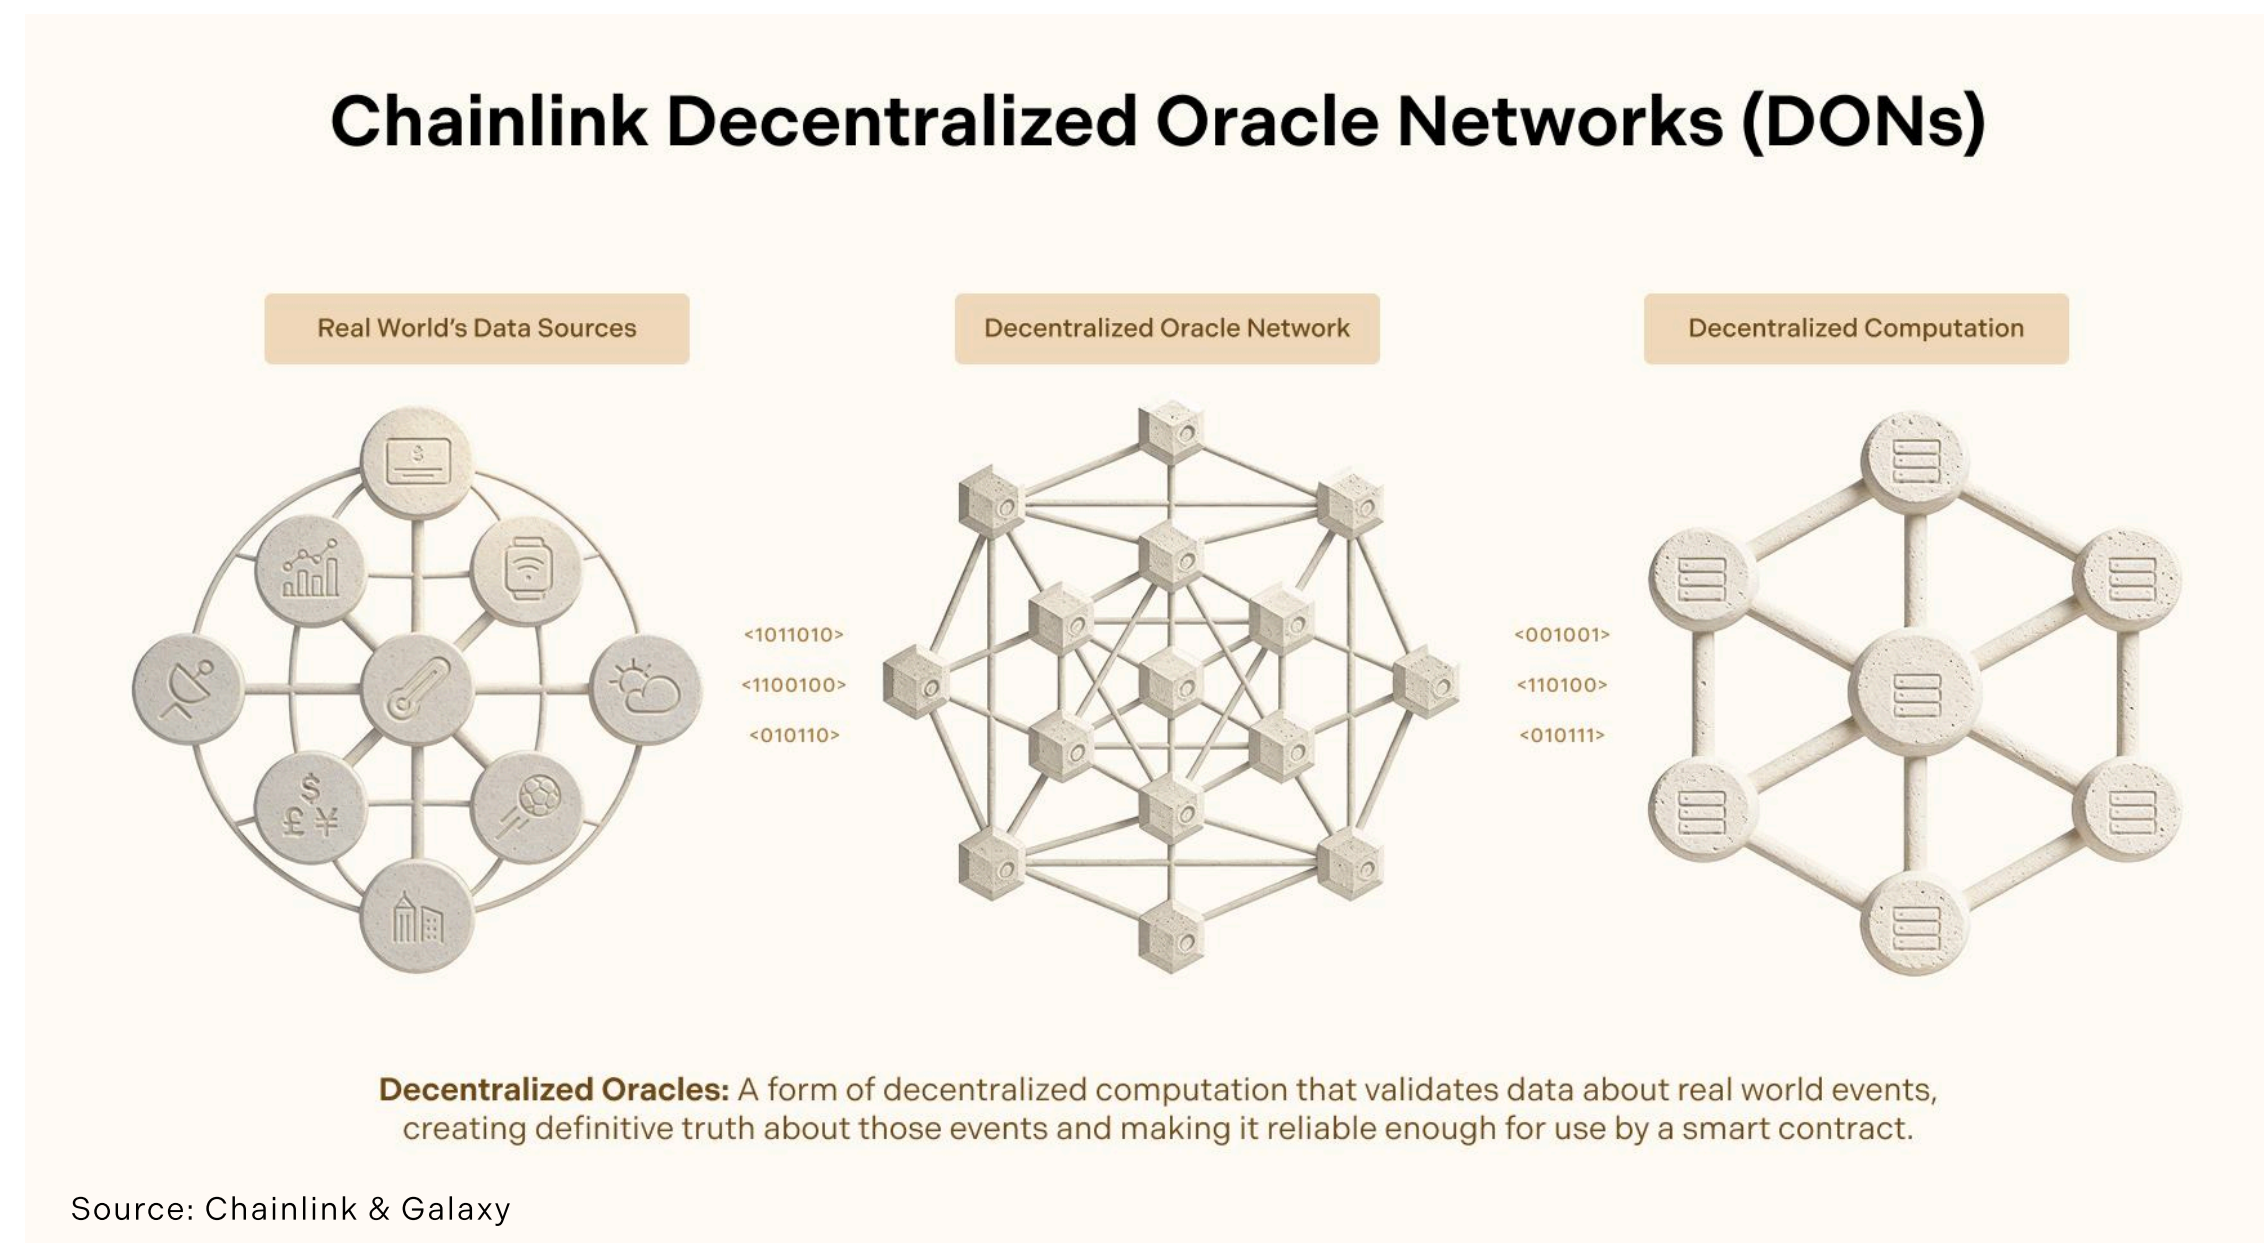 Chainlink Decentralized Oracle Networks (DONs)
Real World’s Data Sources
Decentralized Oracle Network
Decentralized Computation
$
$
£ ¥
<1011010>
<1100100>
<010110>
<001001>
<110100>
<010111>
Decentralized Oracles: A form of decentralized computation that validates data about real world events,
creating definitive truth about those events and making it reliable enough for use by a smart contract.
Source: Chainlink & Galaxy